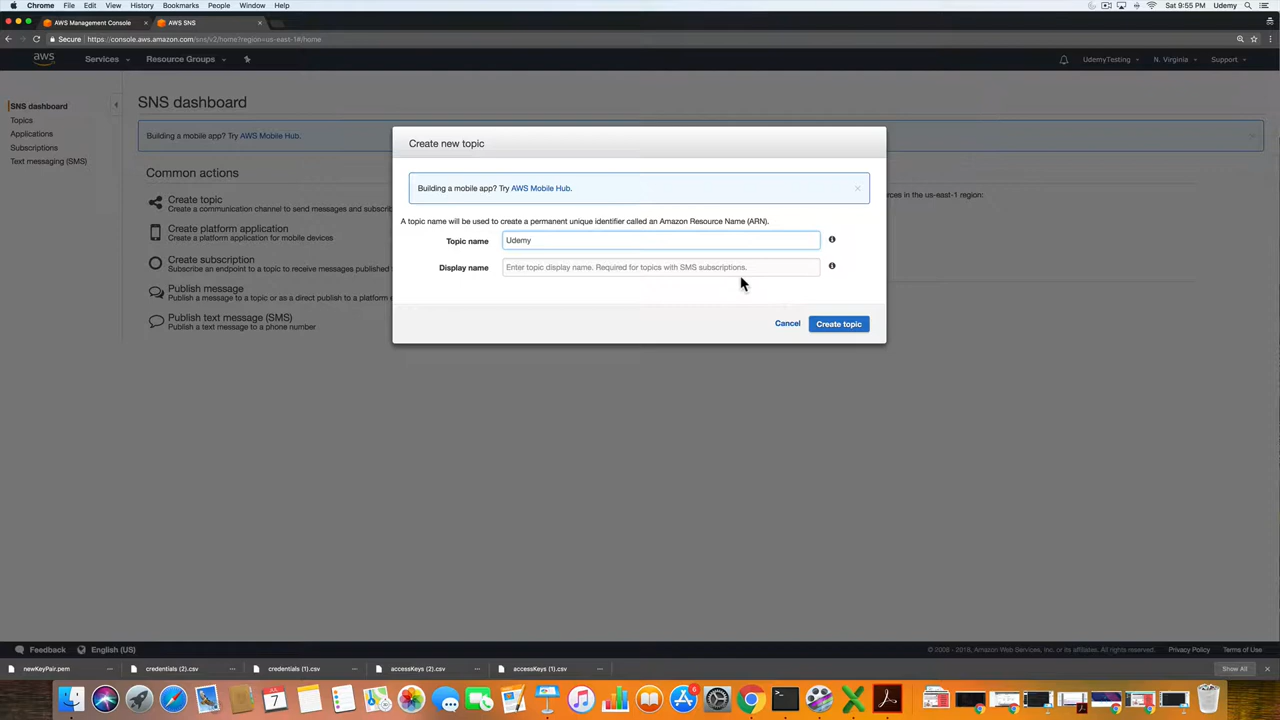 Chrome File Edit View History Bookmarks People Window Help
Sat 9:55 PM Udemy
AWS Management Console
AWS SNS
Secure https://console.aws.amazon.com/sns/v2/home?region=us-east-1#/home
aws Services Resource Groups
UdemyTesting N. Virginia Support
SNS dashboard
Topics
Applications
Subscriptions
Text messaging (SMS)
SNS dashboard
Building a mobile app? Try AWS Mobile Hub.
Common actions
Create topic
Create a communication channel to send messages and subscrib
Create platform application
Create a platform application for mobile devices
Create subscription
Subscribe an endpoint to a topic to receive messages published
Publish message
Publish a message to a topic or as a direct publish to a platform e
Publish text message (SMS)
Publish a text message to a phone number
urces in the us-east-1 region:
Create new topic
Building a mobile app? Try AWS Mobile Hub.
A topic name will be used to create a permanent unique identifier called an Amazon Resource Name (ARN).
Topic name Udemy
Display name Enter topic display name. Required for topics with SMS subscriptions.
Cancel Create topic
Feedback English (US)
© 2008 - 2018, Amazon Web Services, Inc. or its affiliates. All rights reserved. Privacy Policy Terms of Use
newKeyPair.pem
credentials (2).csv
credentials (1).csv
accessKeys (2).csv
accessKeys (1).csv
Show All
7
6